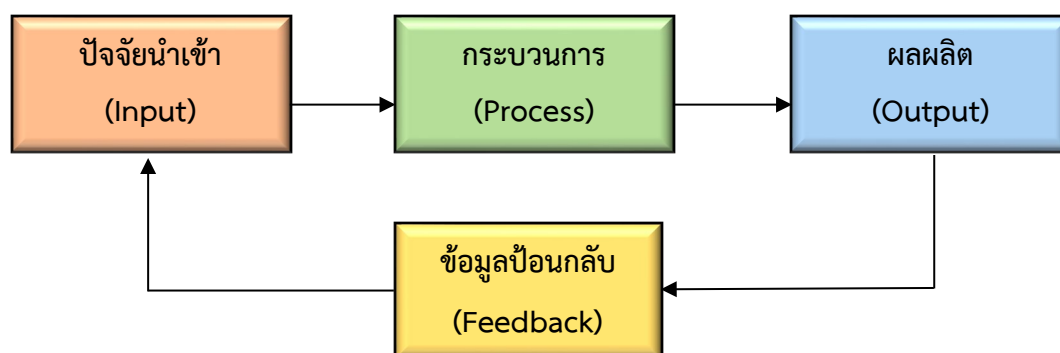 ปัจจัยนำเข้า
(Input)
กระบวนการ
(Process)
ผลผลิต
(Output)
ข้อมูลป้อนกลับ
(Feedback)